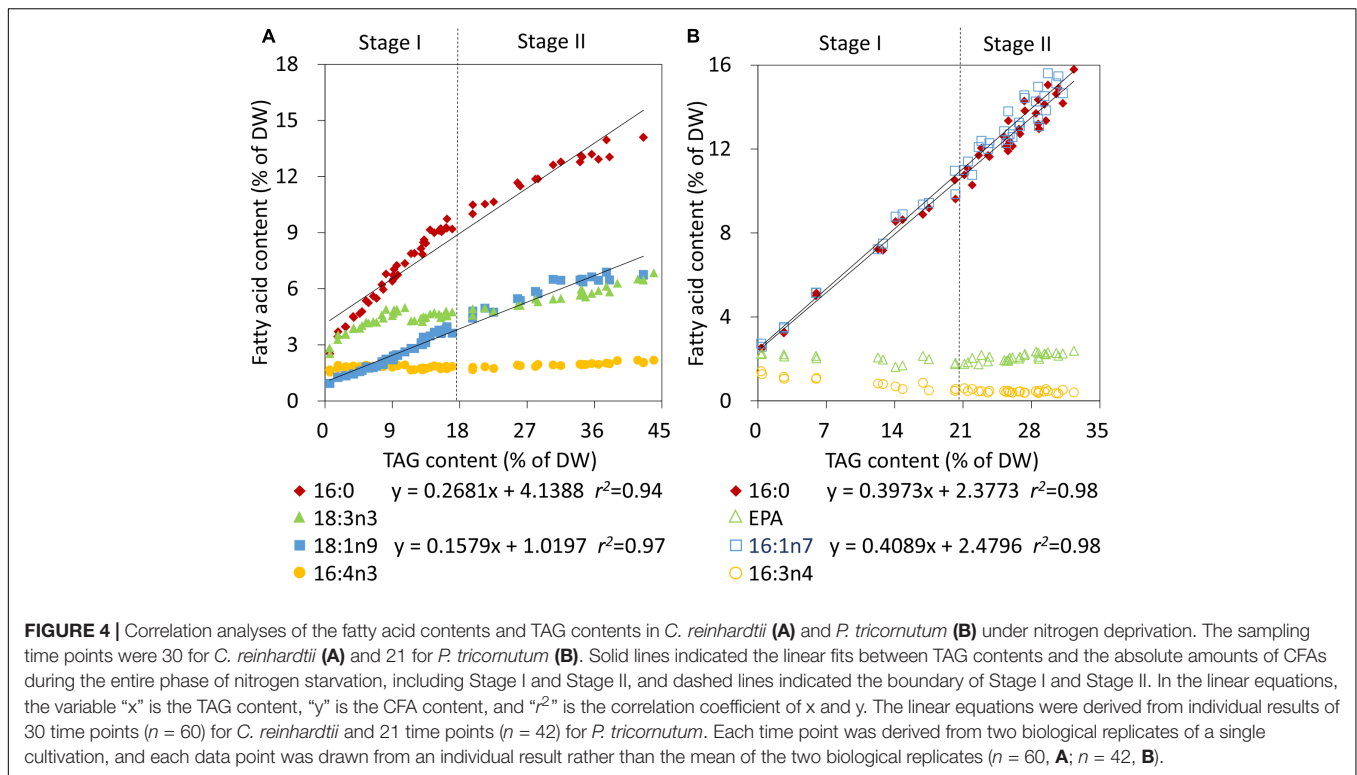 A
Stage I
Stage II
18
15
12
9
6
3
0
Fatty acid content (% of DW)
0 9 18 27 36 45
TAG content (% of DW)
16:0 y = 0.2681x + 4.1388 r²=0.94
18:3n3
18:1n9 y = 0.1579x + 1.0197 r²=0.97
16:4n3
B
Stage I
Stage II
16
12
8
4
0
Fatty acid content (% of DW)
0 7 14 21 28 35
TAG content (% of DW)
16:0 y = 0.3973x + 2.3773 r²=0.98
EPA
16:1n7 y = 0.4089x + 2.4796 r²=0.98
16:3n4
FIGURE 4 | Correlation analyses of the fatty acid contents and TAG contents in C. reinhardtii (A) and P. tricornutum (B) under nitrogen deprivation. The sampling
time points were 30 for C. reinhardtii (A) and 21 for P. tricornutum (B). Solid lines indicated the linear fits between TAG contents and the absolute amounts of CFAs
during the entire phase of nitrogen starvation, including Stage I and Stage II, and dashed lines indicated the boundary of Stage I and Stage II. In the linear equations,
the variable “x” is the TAG content, “y” is the CFA content, and “r²” is the correlation coefficient of x and y. The linear equations were derived from individual results of
30 time points (n = 60) for C. reinhardtii and 21 time points (n = 42) for P. tricornutum. Each time point was derived from two biological replicates of a single
cultivation, and each data point was drawn from an individual result rather than the mean of the two biological replicates (n = 60, A; n = 42, B).